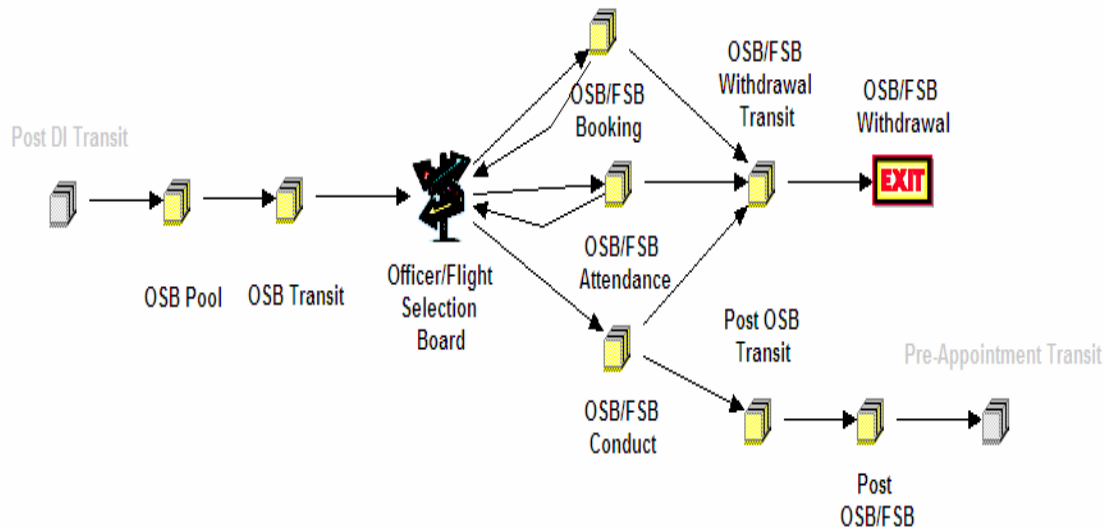 OSB/FSB
Booking
OSB/FSB
Withdrawal
Transit
OSB/FSB
Withdrawal
Post DI Transit
EXIT
OSB Pool
OSB Transit
Officer/Flight
Selection
Board
OSB/FSB
Attendance
Post OSB
Transit
Pre-Appointment Transit
OSB/FSB
Conduct
Post
OSB/FSB